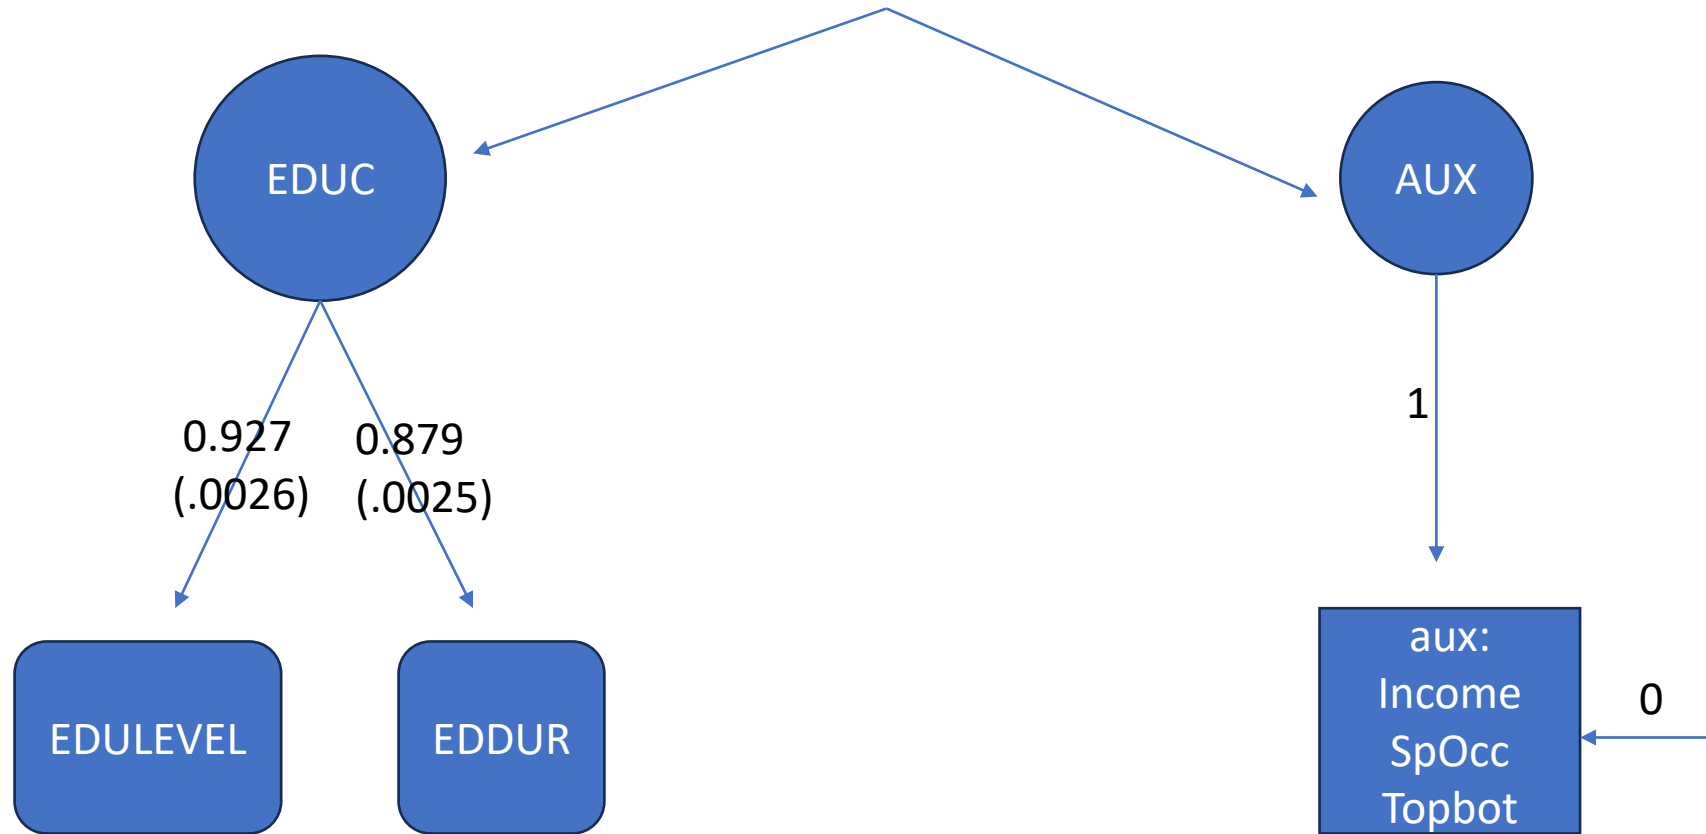 EDUC
AUX
0.927
(.0026)
0.879
(.0025)
1
EDULEVEL
EDDUR
aux:
Income
SpOcc
Topbot
0